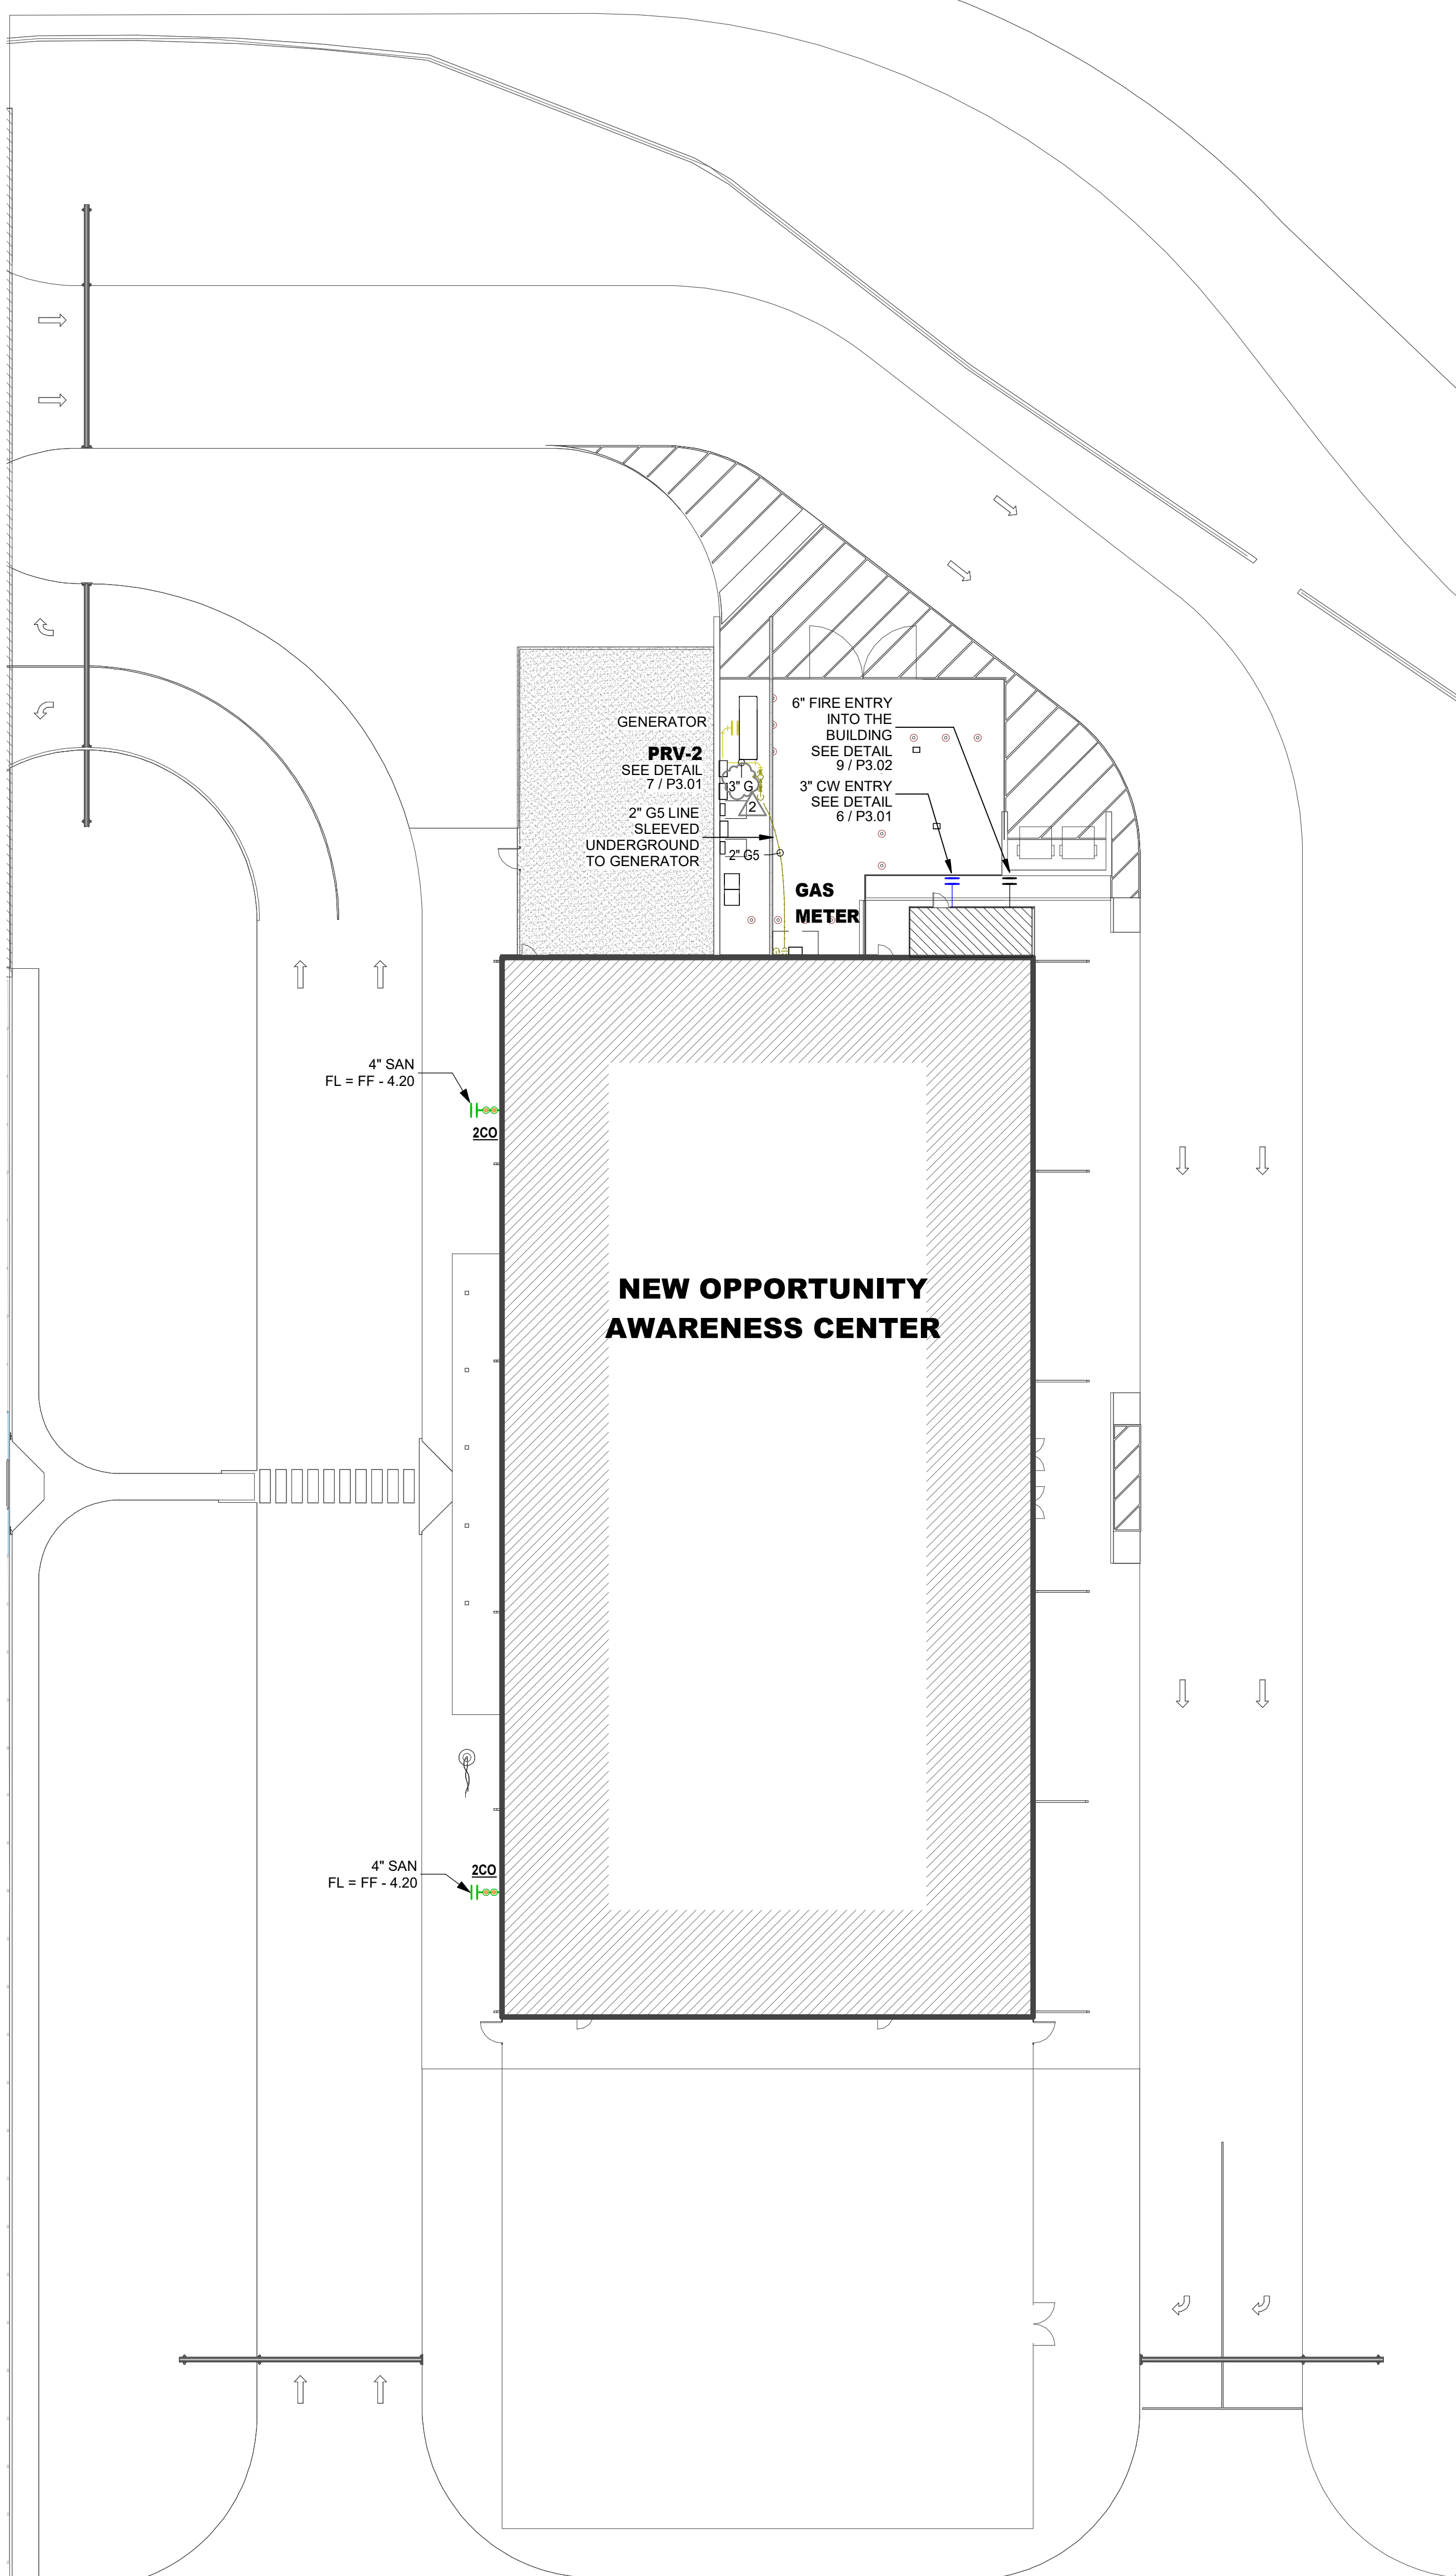 GENERATOR
PRV-2
SEE DETAIL
7 / P3.01
2" G5 LINE
SLEEVED
UNDERGROUND
TO GENERATOR
3" G
2
2" G5
6" FIRE ENTRY
INTO THE
BUILDING
SEE DETAIL
9 / P3.02
3" CW ENTRY
SEE DETAIL
6 / P3.01
GAS
METER
4" SAN
FL = FF - 4.20
2CO
NEW OPPORTUNITY
AWARENESS CENTER
4" SAN
FL = FF - 4.20
2CO